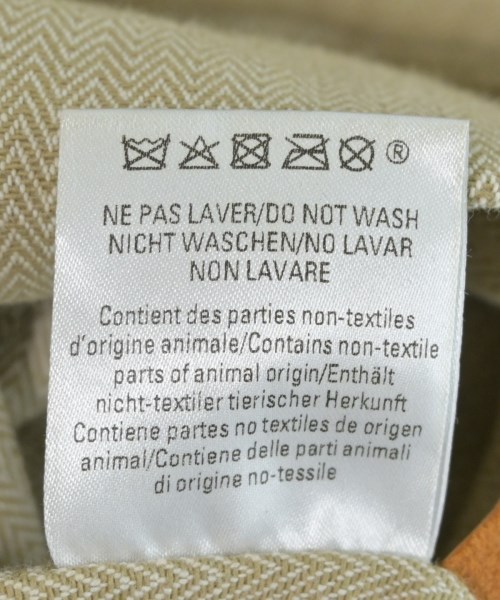 ®
NE PAS LAVER/DO NOT WASH
NICHT WASCHEN/NO LAVAR
NON LAVARE
Contient des parties non-textiles
d'origine animale/Contains non-textile
parts of animal origin/Enthält
nicht-textiler tierischer Herkunft
Contiene partes no textiles de origen
animal/Contiene delle parti animali
di origine no-tessile